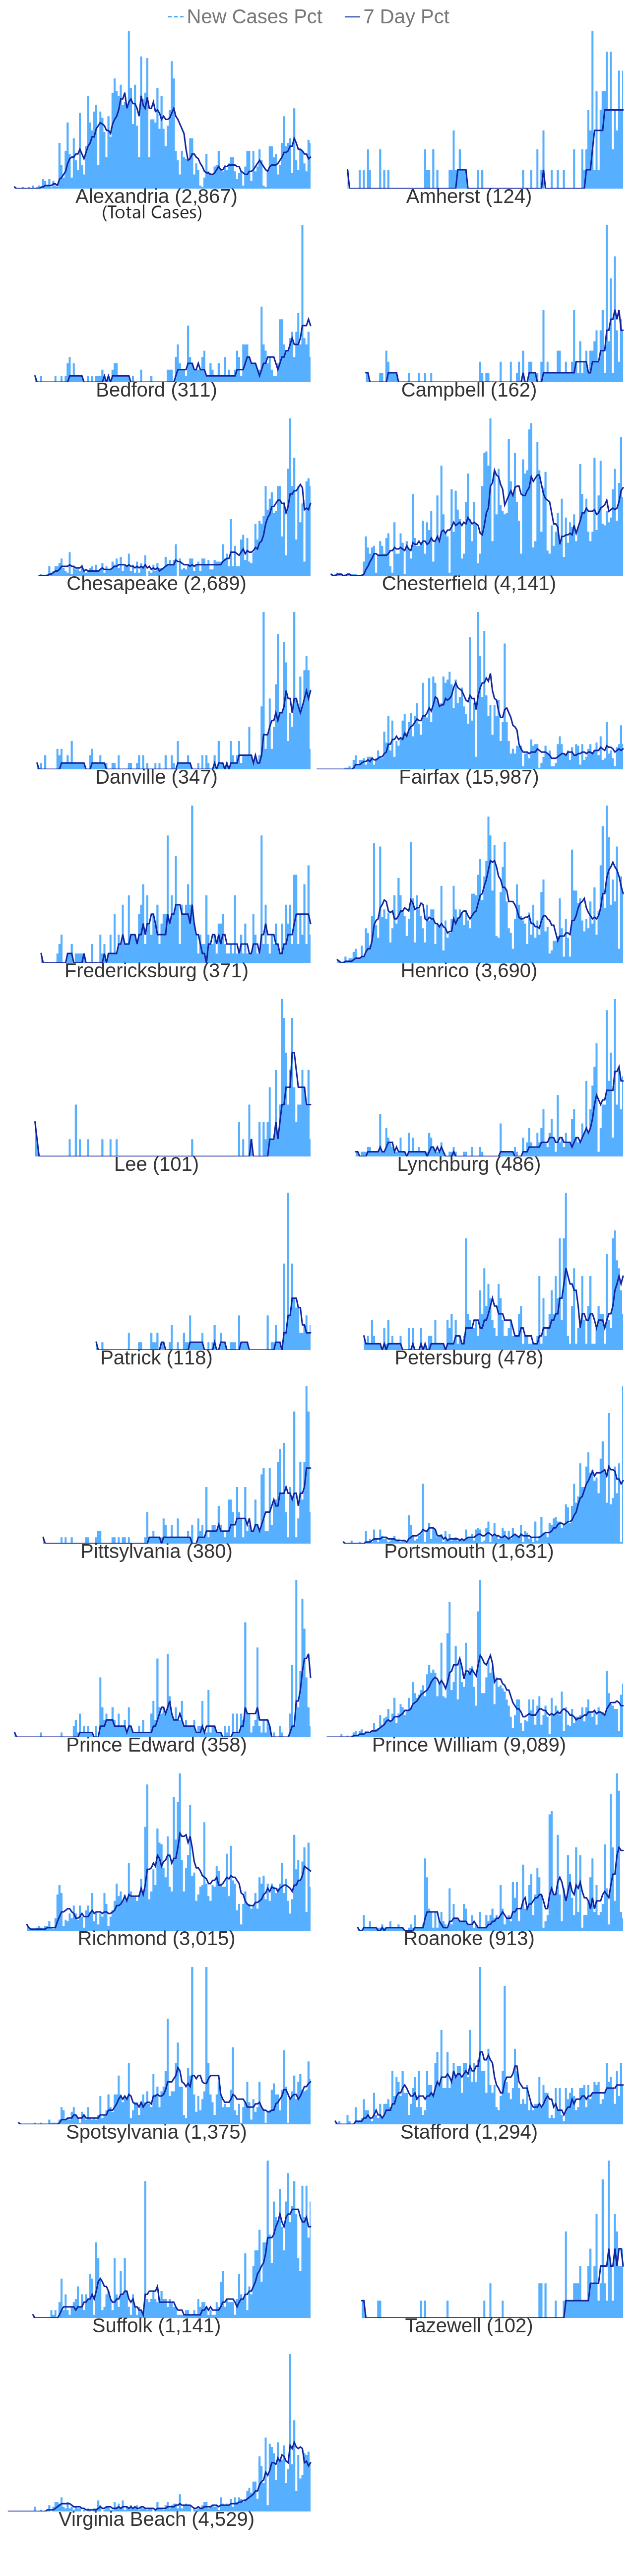 New Cases Pct 7 Day Pct
Alexandria (2,867) Amherst (124)
(Total Cases)
Bedford (311) Campbell (162)
Chesapeake (2,689) Chesterfield (4,141)
Danville (347) Fairfax (15,987)
Fredericksburg (371) Henrico (3,690)
Lee (101) Lynchburg (486)
Patrick (118) Petersburg (478)
Pittsylvania (380) Portsmouth (1,631)
Prince Edward (358) Prince William (9,089)
Richmond (3,015) Roanoke (913)
Spotsylvania (1,375) Stafford (1,294)
Suffolk (1,141) Tazewell (102)
Virginia Beach (4,529)